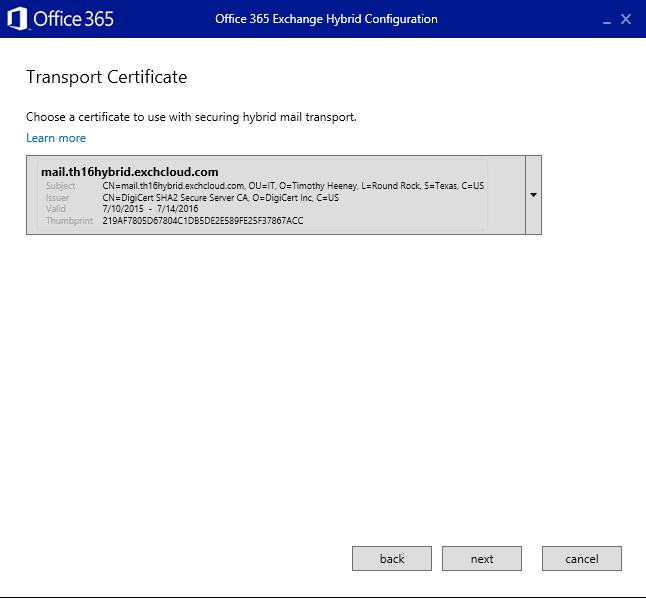 Office 365
Office 365 Exchange Hybrid Configuration
Transport Certificate
Choose a certificate to use with securing hybrid mail transport.
Learn more
mail.th16hybrid.exchcloud.com
Subject CN=mail.th16hybrid.exchcloud.com, OU=IT, O=Timothy Heeney, L=Round Rock, S=Texas, C=US
Issuer CN=DigiCert SHA2 Secure Server CA, O=DigiCert Inc, C=US
Valid 7/10/2015 - 7/14/2016
Thumbprint 219AF7805D67804C1DB5DE2E589FE25F37867ACC
back next cancel